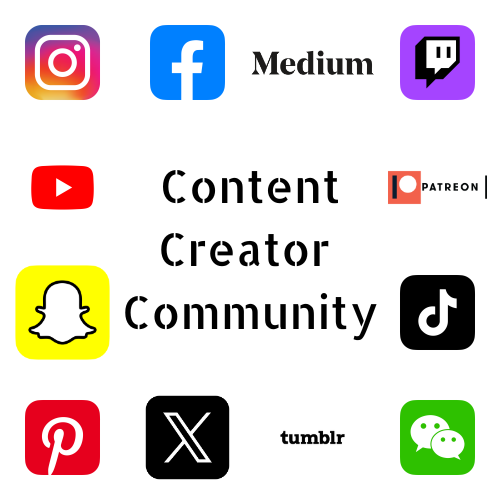 Medium
PATREON
Content
Creator
Community
tumblr